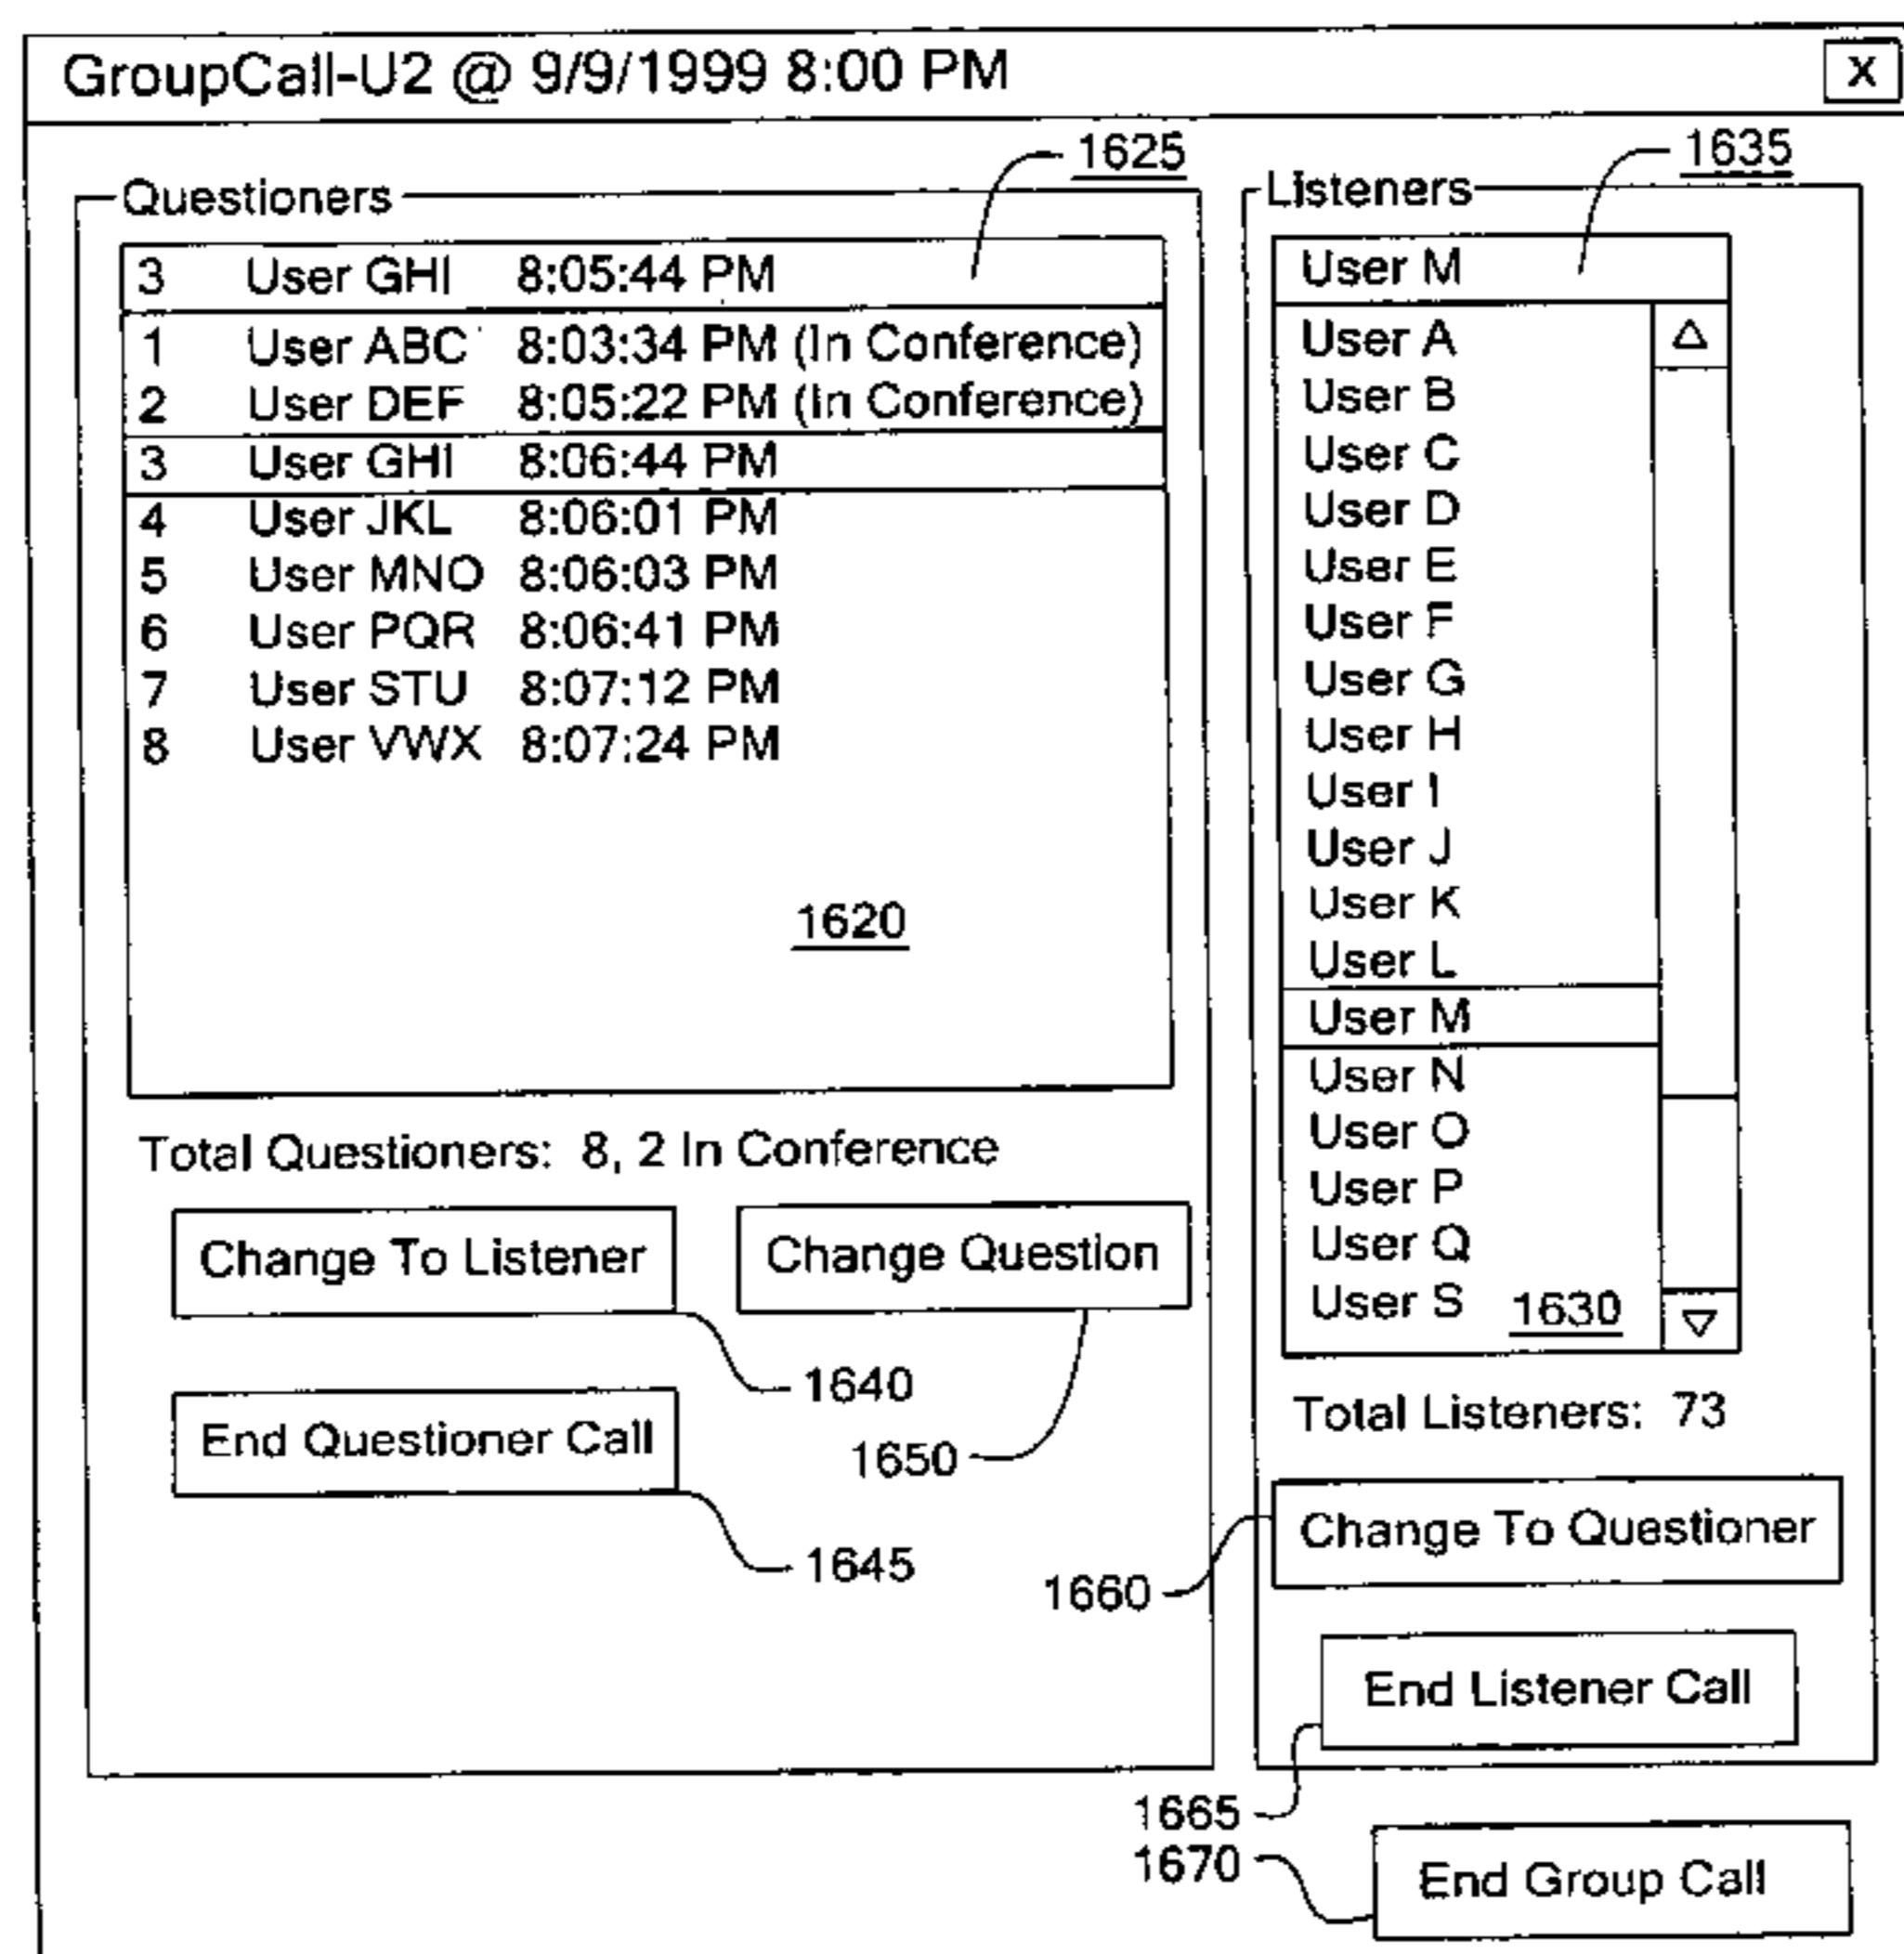 GroupCall-U2 @ 9/9/1999 8:00 PM
X
Questioners
1625
3 User GHI 8:05:44 PM
1 User ABC 8:03:34 PM (In Conference)
2 User DEF 8:05:22 PM (In Conference)
3 User GHI 8:06:44 PM
4 User JKL 8:06:01 PM
5 User MNO 8:06:03 PM
6 User PQR 8:06:41 PM
7 User STU 8:07:12 PM
8 User VWX 8:07:24 PM
1620
Total Questioners: 8, 2 In Conference
Change To Listener
Change Question
1640
End Questioner Call
1650
1645
Listeners
1635
User M
User A
User B
User C
User D
User E
User F
User G
User H
User I
User J
User K
User L
User M
User N
User O
User P
User Q
User S
1630
Total Listeners: 73
Change To Questioner
1660
End Listener Call
1665
1670
End Group Call